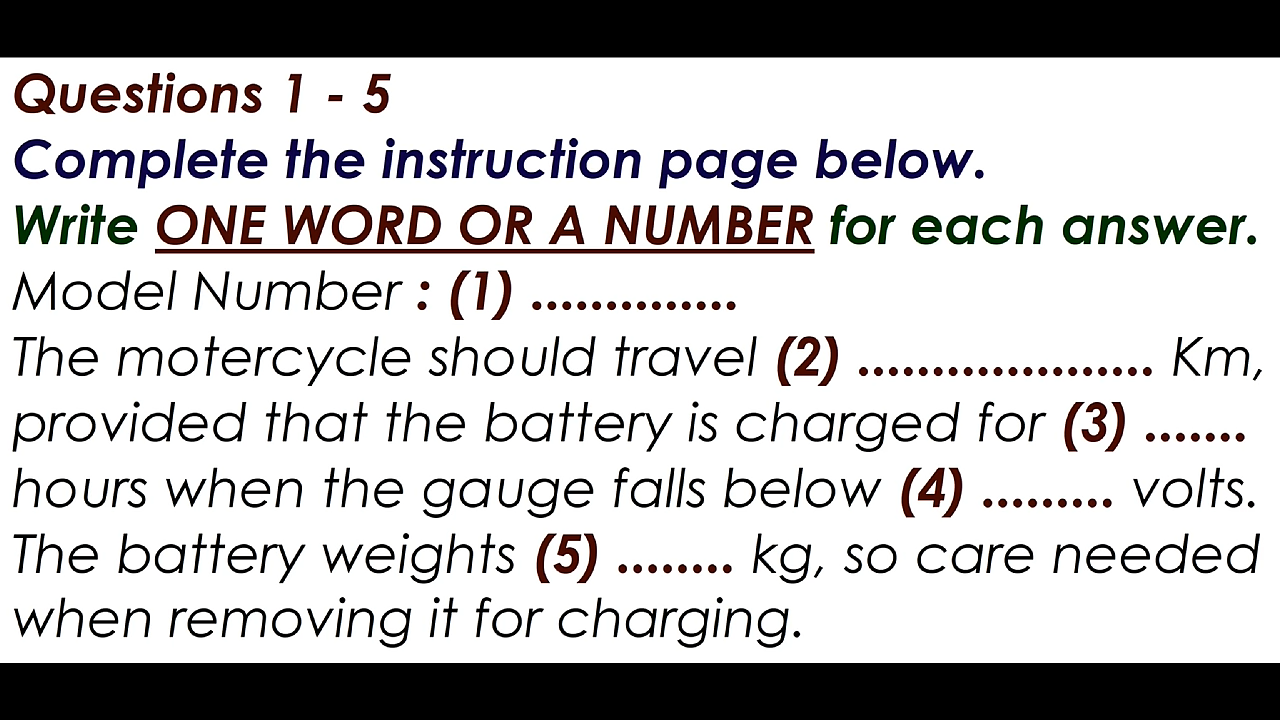 Questions 1 - 5
Complete the instruction page below.
Write ONE WORD OR A NUMBER for each answer.
Model Number : (1) ..............
The motercycle should travel (2) .................... Km,
provided that the battery is charged for (3) .......
hours when the gauge falls below (4) ......... volts.
The battery weights (5) ........ kg, so care needed
when removing it for charging.